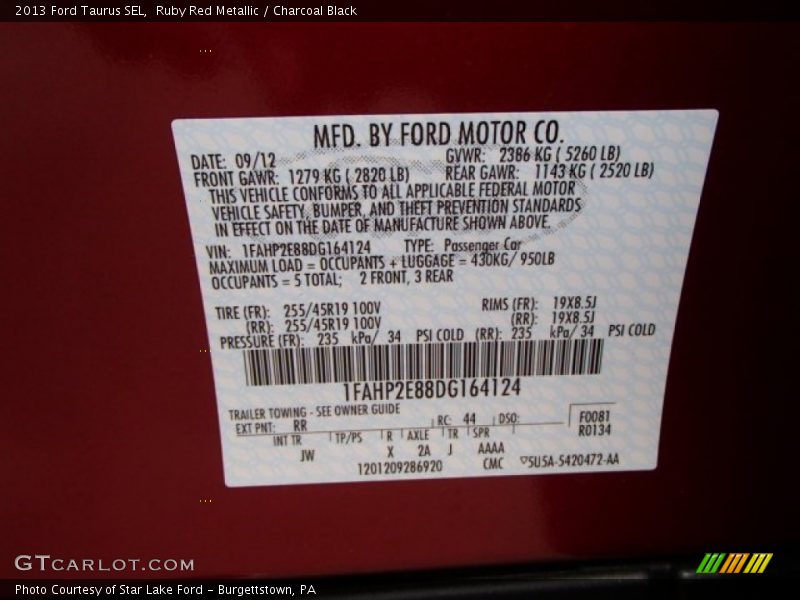 2013 Ford Taurus SEL,  Ruby Red Metallic / Charcoal Black
MFD. BY FORD MOTOR CO.
DATE: 09/12 GVWR: 2386 KG ( 5260 LB)
FRONT GAWR: 1279 KG ( 2820 LB) REAR GAWR: 1143 KG ( 2520 LB)
THIS VEHICLE CONFORMS TO ALL APPLICABLE FEDERAL MOTOR
VEHICLE SAFETY, BUMPER, AND THEFT PREVENTION STANDARDS
IN EFFECT ON THE DATE OF MANUFACTURE SHOWN ABOVE.
VIN: 1FAHP2E88DG164124 TYPE: Passenger Car
MAXIMUM LOAD = OCCUPANTS + LUGGAGE = 430KG/ 950LB
OCCUPANTS = 5 TOTAL; 2 FRONT, 3 REAR
TIRE (FR): 255/45R19 100V RIMS (FR): 19X8.5J
(RR): 255/45R19 100V (RR): 19X8.5J
PRESSURE (FR): 235 kPa/ 34 PSI COLD (RR): 235 kPa/ 34 PSI COLD
1FAHP2E88DG164124
TRAILER TOWING - SEE OWNER GUIDE
EXT PNT: RR RC: 44 DSO: F0081
R0134
INT TR TP/PS R AXLE TR SPR
JW X 2A J AAAA
1201209286920 CMC ▽5U5A-5420472-AA
GTCARLOT.COM
Photo Courtesy of Star Lake Ford - Burgettstown, PA